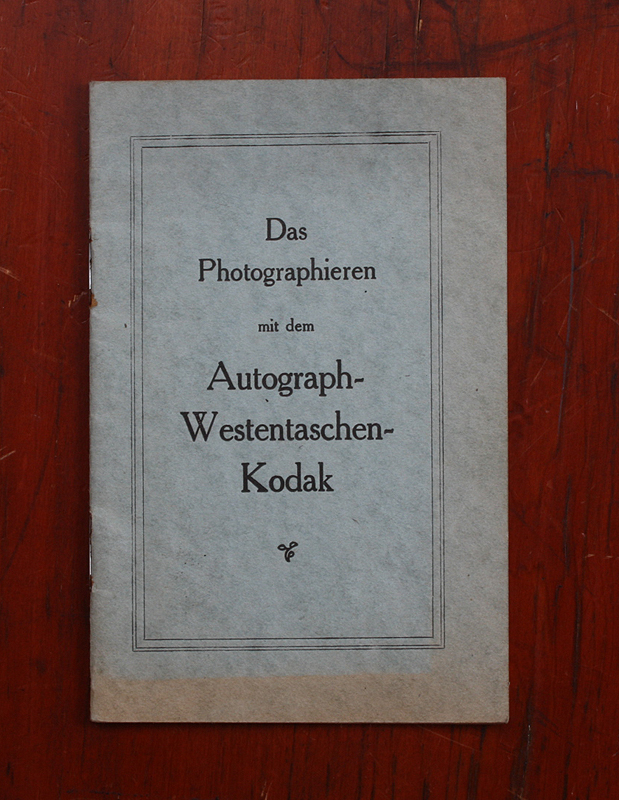 Das
Photographieren
mit dem
Autograph-
Westentaschen-
Kodak